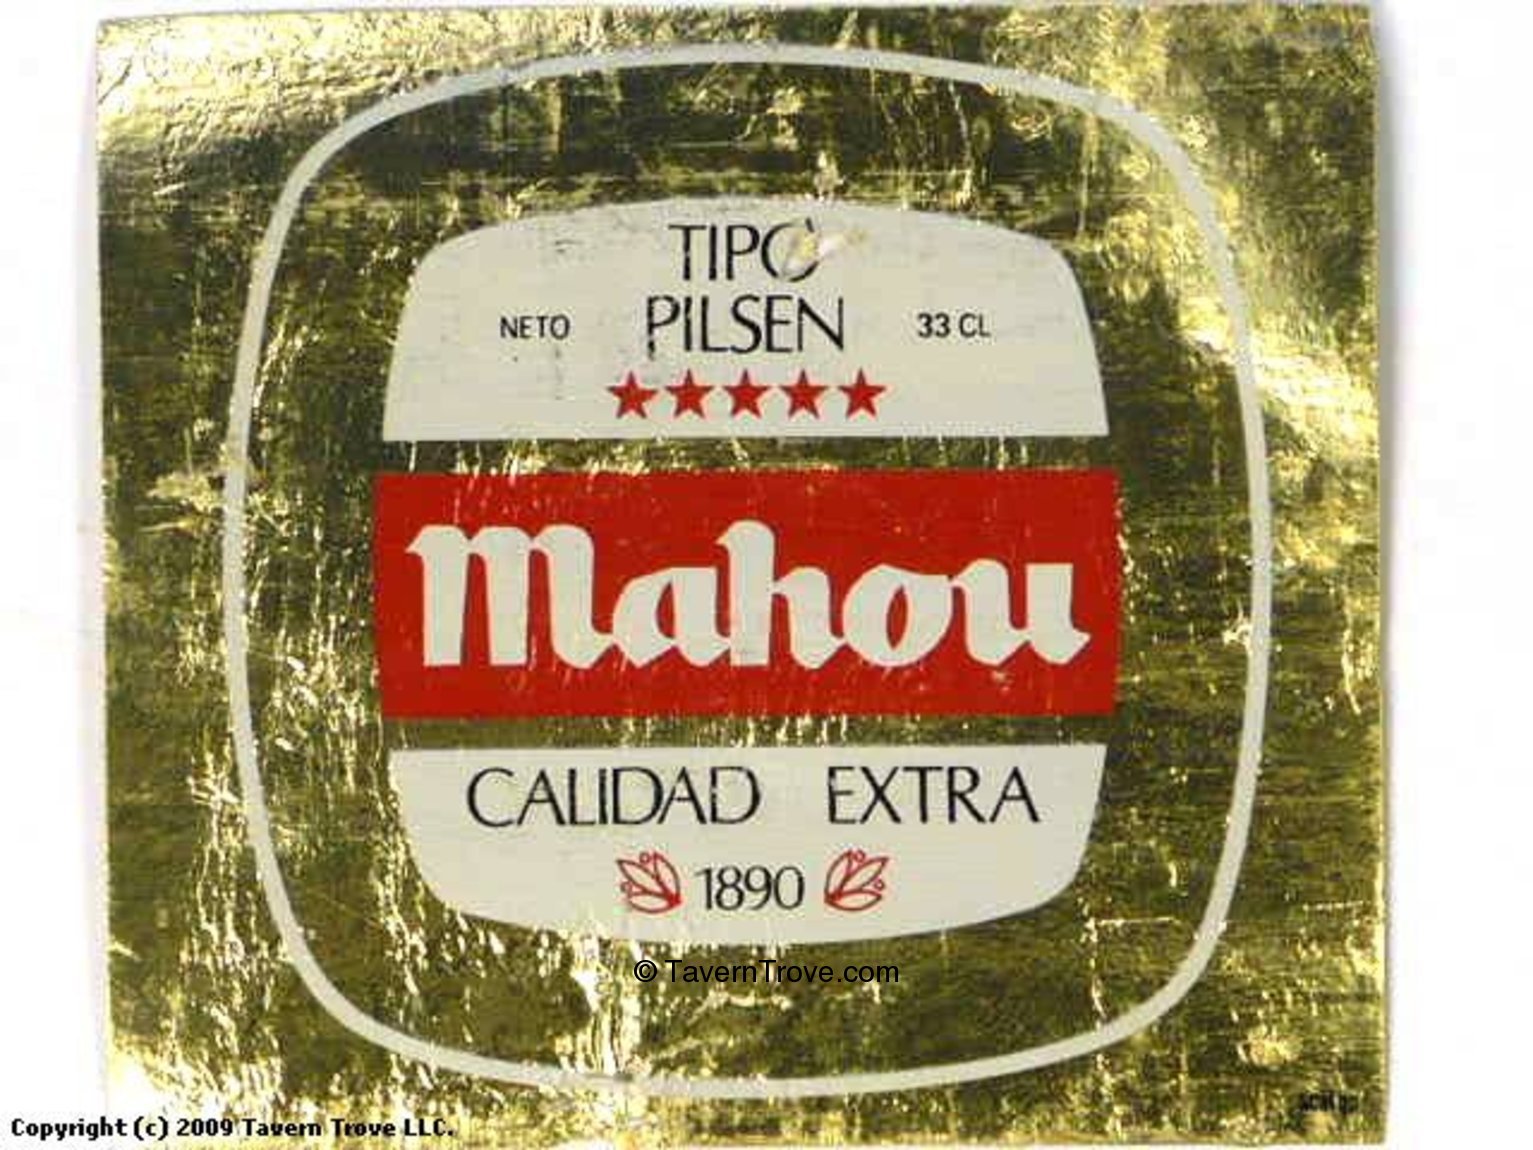 TIPO
NETO PILSEN 33 CL
Mahou
CALIDAD EXTRA
1890
© TavernTrove.com
Copyright (c) 2009 Tavern Trove LLC.